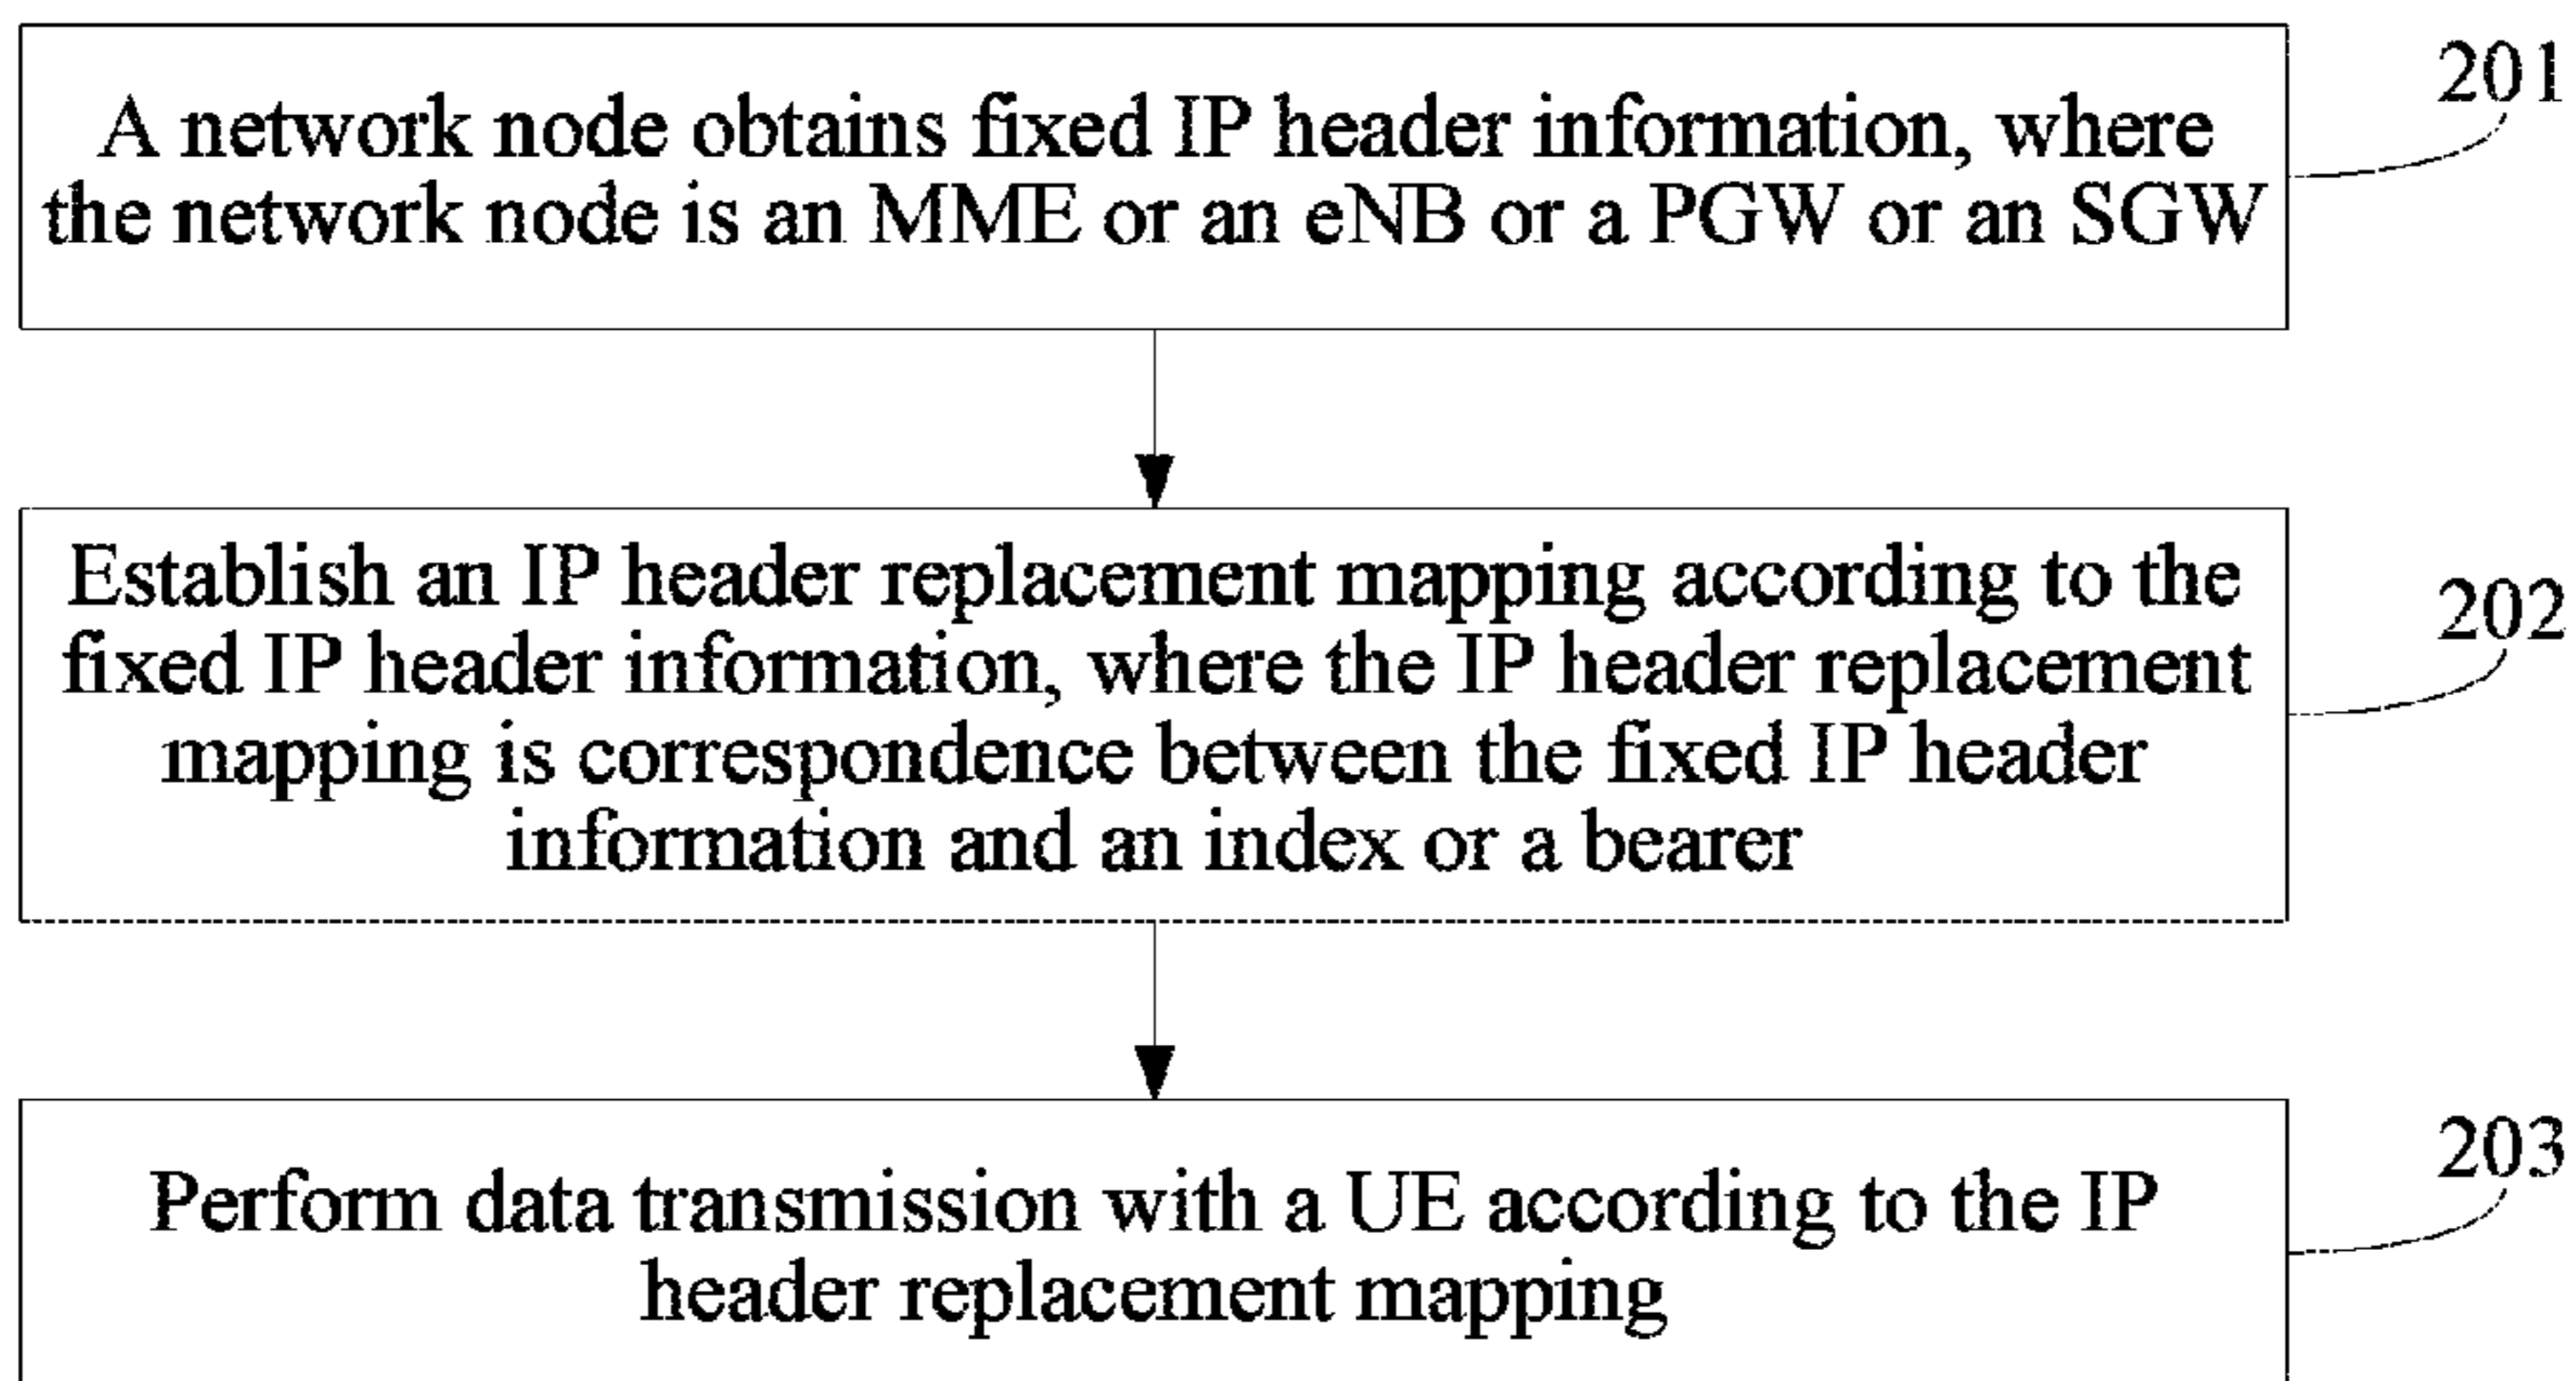 A network node obtains fixed IP header information, where
the network node is an MME or an eNB or a PGW or an SGW
201
Establish an IP header replacement mapping according to the
fixed IP header information, where the IP header replacement
mapping is correspondence between the fixed IP header
information and an index or a bearer
202
Perform data transmission with a UE according to the IP
header replacement mapping
203